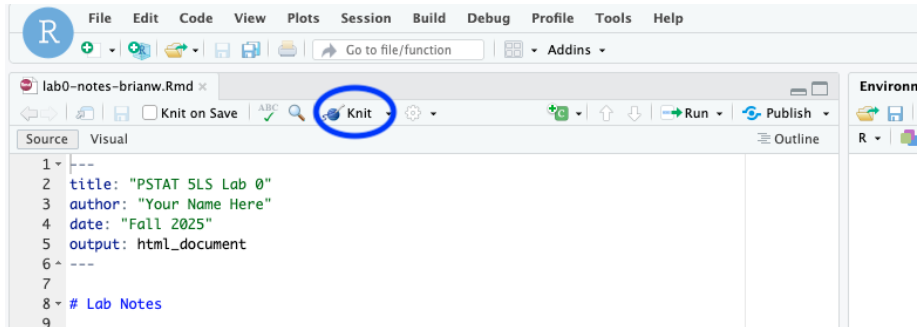 R File Edit Code View Plots Session Build Debug Profile Tools Help
R Go to file/function Addins
lab0-notes-brianw.Rmd Environn
Knit on Save ABC Knit C Run Publish
Source Visual Outline R
1 ---
2 title: "PSTAT 5LS Lab 0"
3 author: "Your Name Here"
4 date: "Fall 2025"
5 output: html_document
6 ---
7
8 # Lab Notes
9